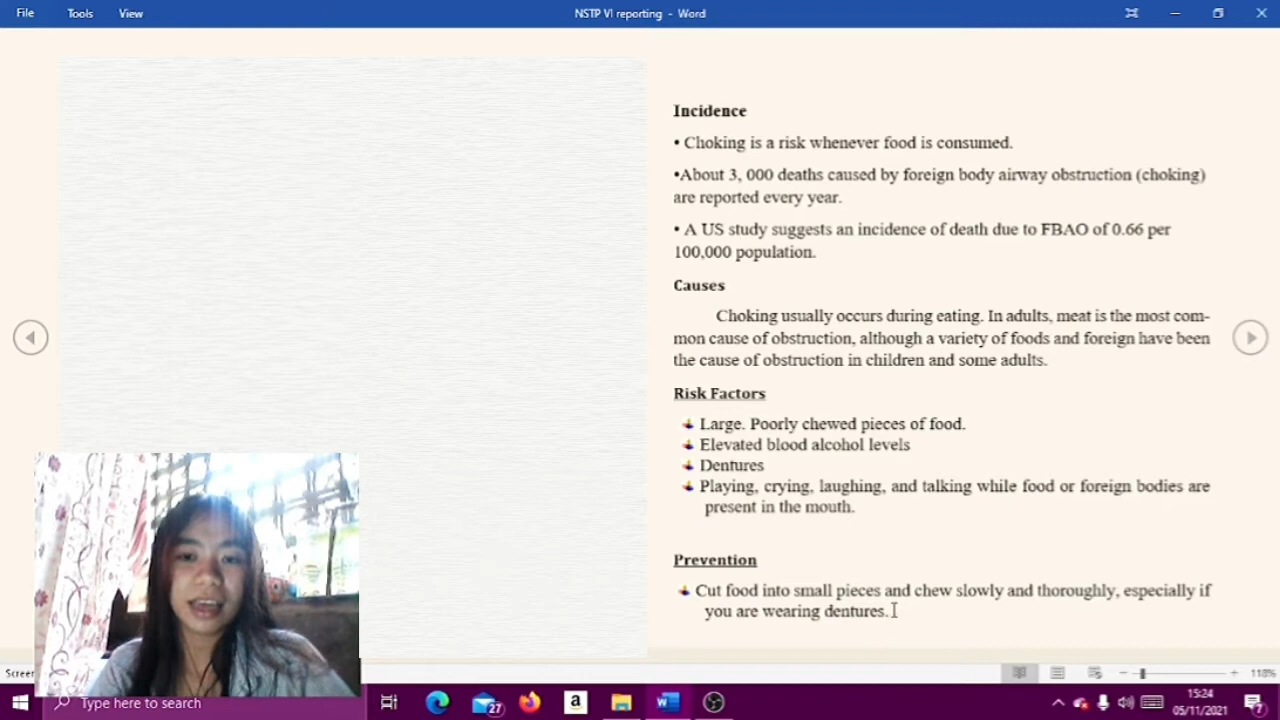 File
Tools
View
NSTP VI reporting - Word
Incidence
• Choking is a risk whenever food is consumed.
•About 3, 000 deaths caused by foreign body airway obstruction (choking)
are reported every year.
• A US study suggests an incidence of death due to FBAO of 0.66 per
100,000 population.
Causes
Choking usually occurs during eating. In adults, meat is the most com-
mon cause of obstruction, although a variety of foods and foreign have been
the cause of obstruction in children and some adults.
Risk Factors
Large. Poorly chewed pieces of food.
Elevated blood alcohol levels
Dentures
Playing, crying, laughing, and talking while food or foreign bodies are
present in the mouth.
Prevention
Cut food into small pieces and chew slowly and thoroughly, especially if
you are wearing dentures.
Screen
118%
Type here to search
27
a
15:24
05/11/2021
7